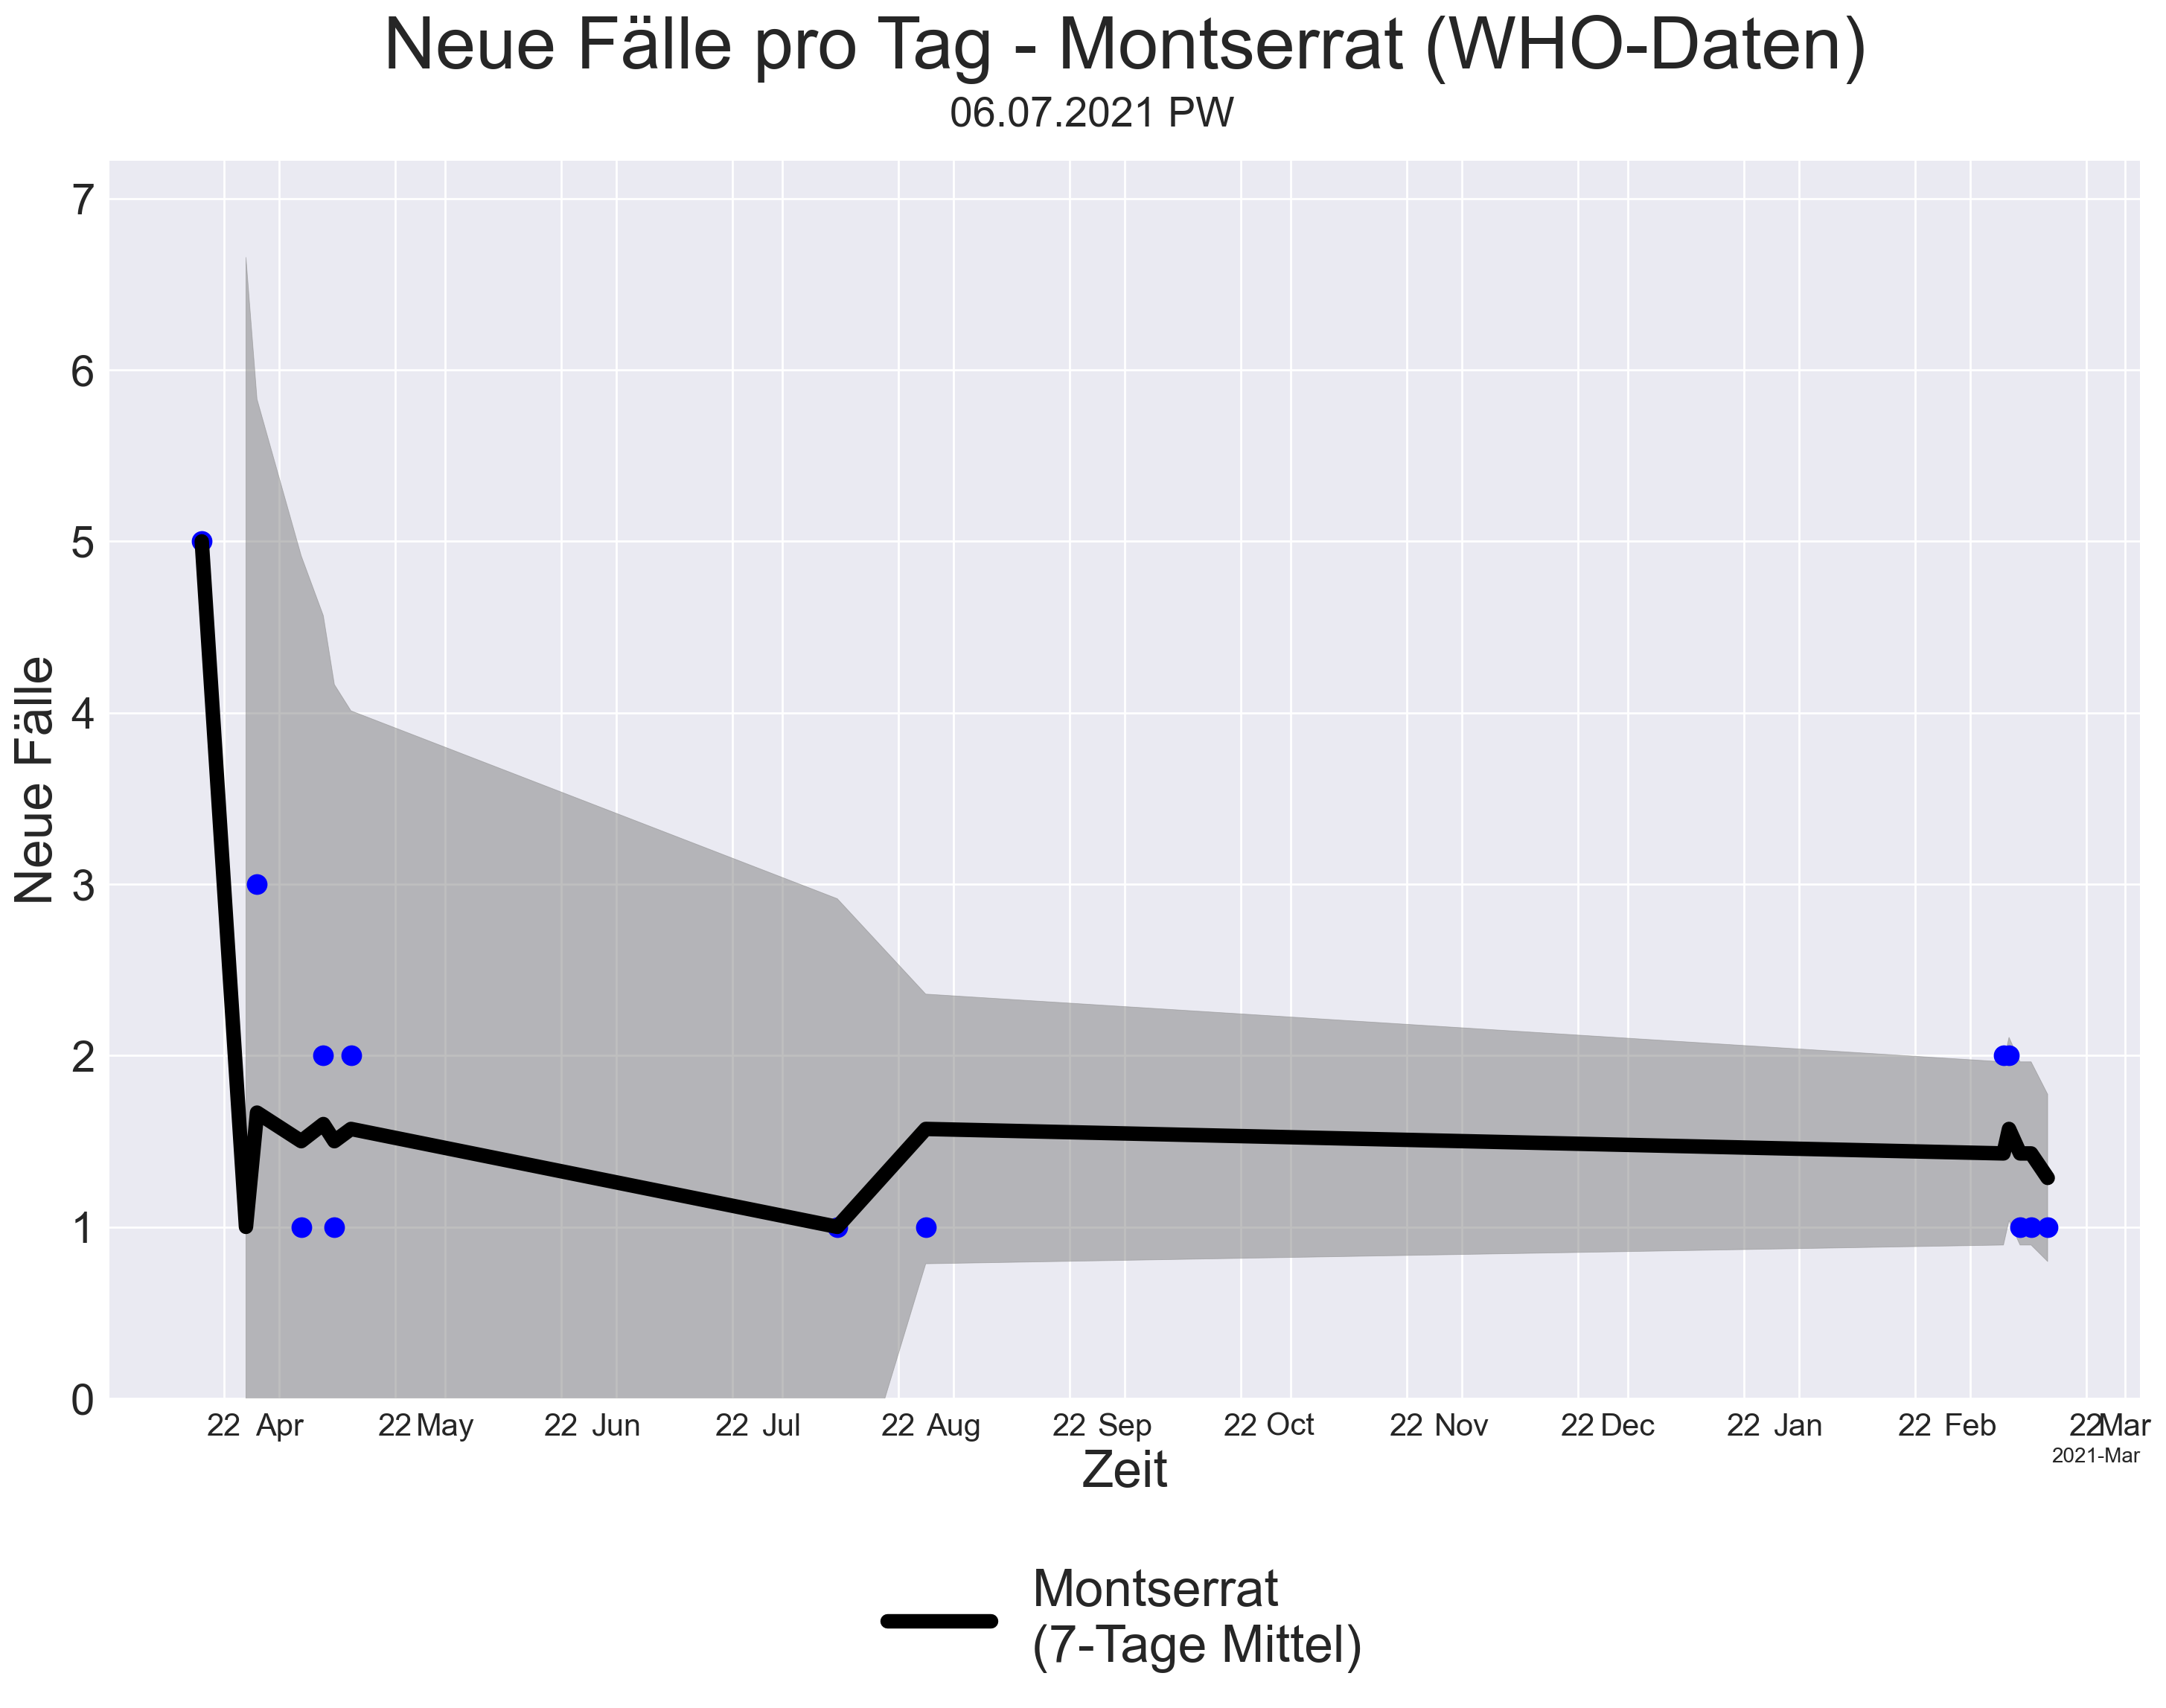 Neue Fälle pro Tag - Montserrat (WHO-Daten)
06.07.2021 PW
Neue Fälle
7
6
5
4
3
2
1
0
22 Apr 22 May 22 Jun 22 Jul 22 Aug 22 Sep 22 Oct 22 Nov 22 Dec 22 Jan 22 Feb 22 Mar
2021-Mar
Zeit
Montserrat
(7-Tage Mittel)